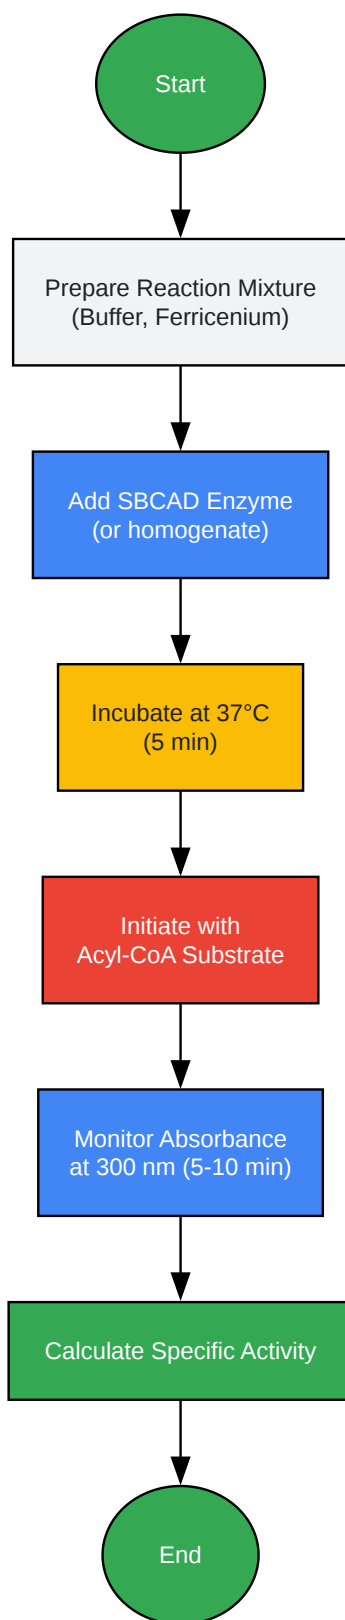 Start
Prepare Reaction Mixture
(Buffer, Ferricenium)
Add SBCAD Enzyme
(or homogenate)
Incubate at 37°C
(5 min)
Initiate with
Acyl-CoA Substrate
Monitor Absorbance
at 300 nm (5-10 min)
Calculate Specific Activity
End